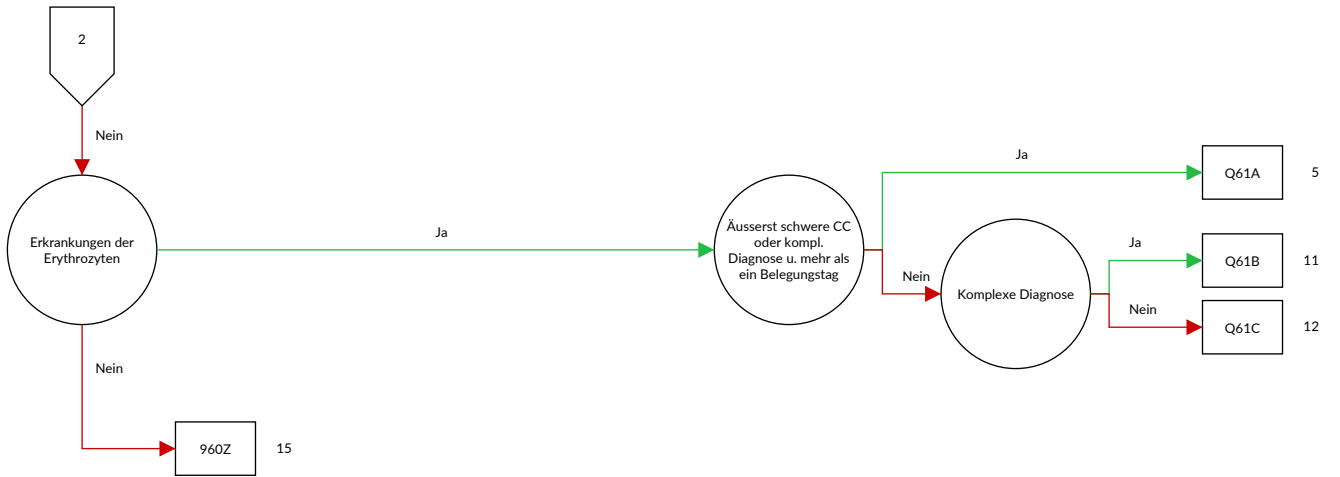 2
Nein
Erkrankungen der
Erythrozyten
Ja
Äusserst schwere CC
oder kompl.
Diagnose u. mehr als
ein Belegungstag
Ja
Q61A
5
Nein
Komplexe Diagnose
Ja
Q61B
11
Nein
Q61C
12
Nein
960Z
15